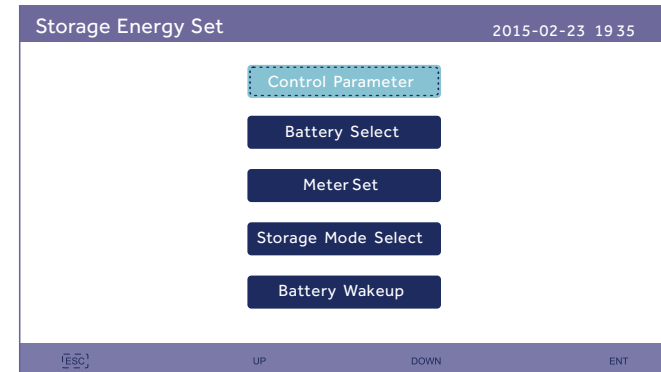 Storage Energy Set
2015-02-23 19 35
Control Parameter
Battery Select
Meter Set
Storage Mode Select
Battery Wakeup
ESC UP DOWN ENT